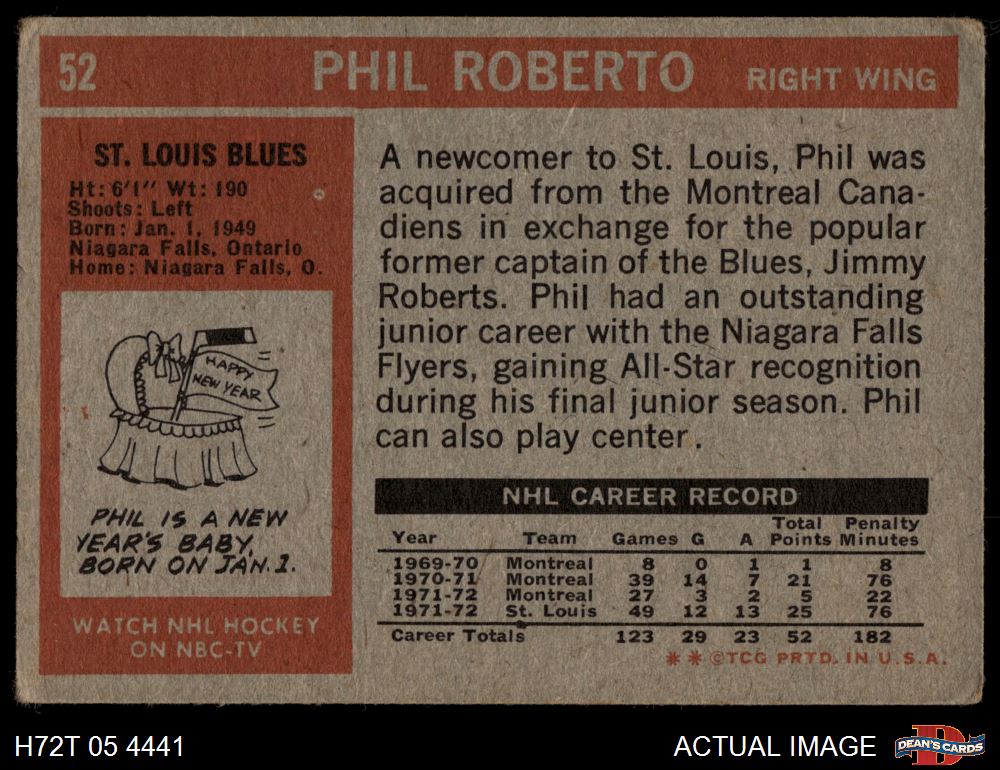 52 PHIL ROBERTO RIGHT WING
ST. LOUIS BLUES
Ht: 6'1" Wt: 190
Shoots: Left
Born: Jan. 1, 1949
Niagara Falls, Ontario
Home: Niagara Falls, O.
HAPPY
NEW YEAR
PHIL IS A NEW
YEAR'S BABY,
BORN ON JAN. 1.
WATCH NHL HOCKEY
ON NBC-TV
A newcomer to St. Louis, Phil was
acquired from the Montreal Cana-
diens in exchange for the popular
former captain of the Blues, Jimmy
Roberts. Phil had an outstanding
junior career with the Niagara Falls
Flyers, gaining All-Star recognition
during his final junior season. Phil
can also play center.
NHL CAREER RECORD
Year Team Games G A Total Points Penalty Minutes
1969-70 Montreal 8 0 1 1 8
1970-71 Montreal 39 14 7 21 76
1971-72 Montreal 27 3 2 5 22
1971-72 St. Louis 49 12 13 25 76
Career Totals 123 29 23 52 182
**©TCG PRTD. IN U.S.A.
H72T 05 4441
ACTUAL IMAGE
D
DEAN'S CARDS